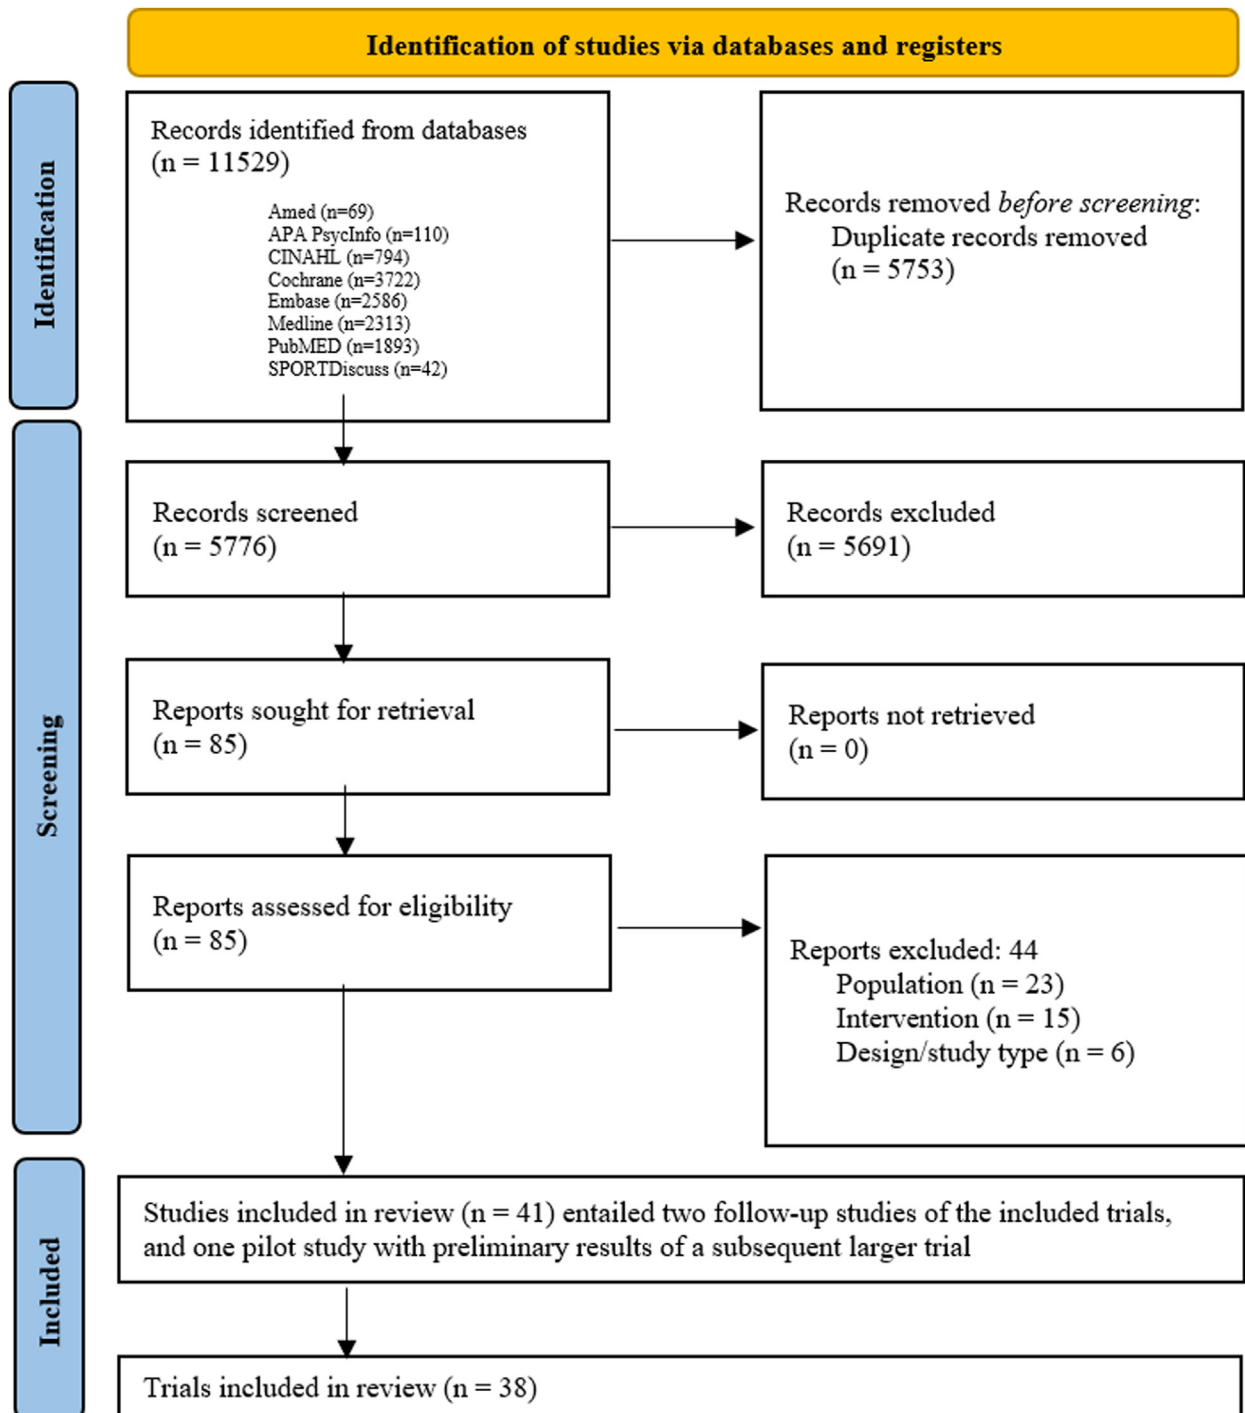 Identification of studies via databases and registers
Identification
Records identified from databases
(n = 11529)
Amed (n=69)
APA PsycInfo (n=110)
CINAHL (n=794)
Cochrane (n=3722)
Embase (n=2586)
Medline (n=2313)
PubMED (n=1893)
SPORTDiscuss (n=42)
Records removed before screening:
Duplicate records removed
(n = 5753)
Screening
Records screened
(n = 5776)
Records excluded
(n = 5691)
Reports sought for retrieval
(n = 85)
Reports not retrieved
(n = 0)
Reports assessed for eligibility
(n = 85)
Reports excluded: 44
Population (n = 23)
Intervention (n = 15)
Design/study type (n = 6)
Included
Studies included in review (n = 41) entailed two follow-up studies of the included trials,
and one pilot study with preliminary results of a subsequent larger trial
Trials included in review (n = 38)